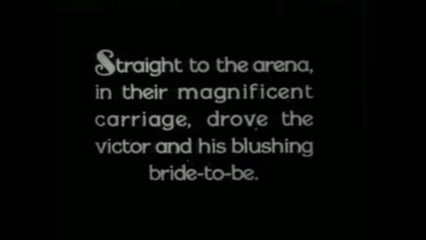 Straight to the arena,
in their magnificent
carriage, drove the
victor and his blushing
bride-to-be.